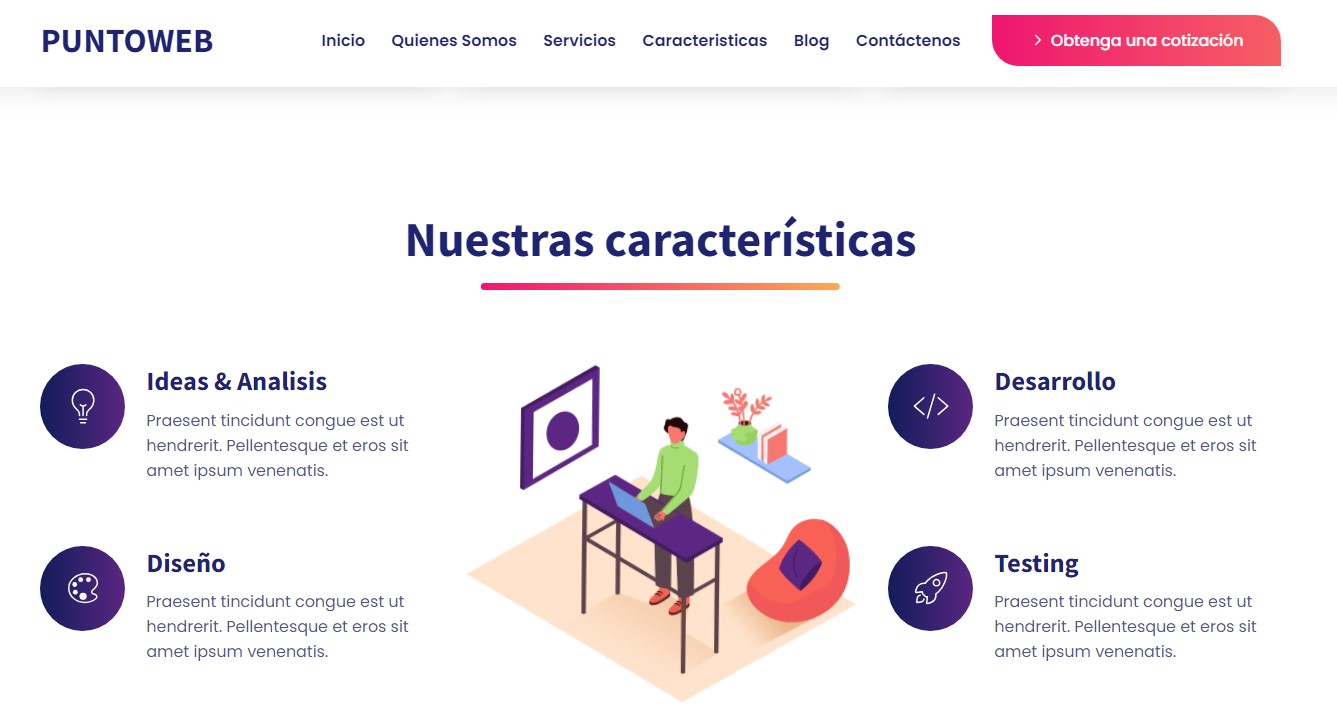 PUNTOWEB
Inicio Quienes Somos Servicios Caracteristicas Blog Contáctenos
Obtenga una cotización
Nuestras características
Ideas & Analisis
Praesent tincidunt congue est ut
hendrerit. Pellentesque et eros sit
amet ipsum venenatis.
Diseño
Praesent tincidunt congue est ut
hendrerit. Pellentesque et eros sit
amet ipsum venenatis.
Desarrollo
Praesent tincidunt congue est ut
hendrerit. Pellentesque et eros sit
amet ipsum venenatis.
Testing
Praesent tincidunt congue est ut
hendrerit. Pellentesque et eros sit
amet ipsum venenatis.